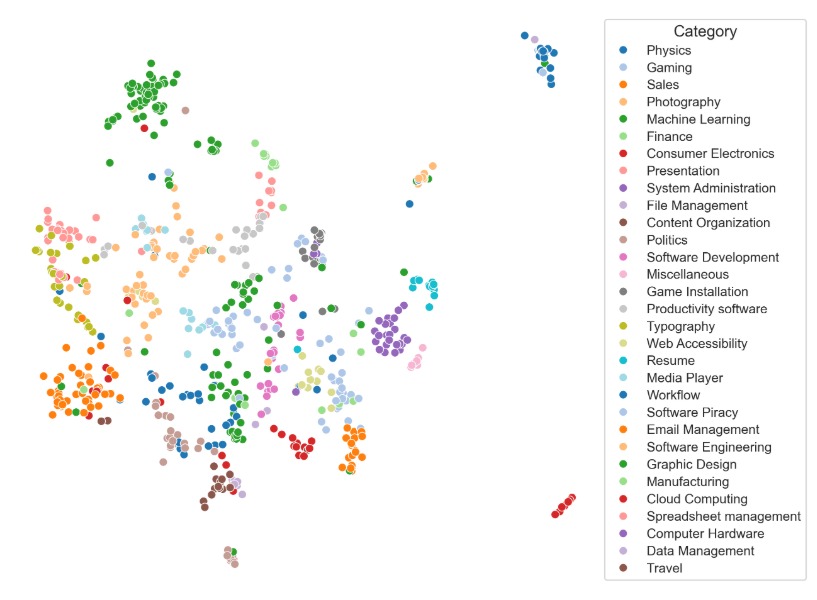 Category
Physics
Gaming
Sales
Photography
Machine Learning
Finance
Consumer Electronics
Presentation
System Administration
File Management
Content Organization
Politics
Software Development
Miscellaneous
Game Installation
Productivity software
Typography
Web Accessibility
Resume
Media Player
Workflow
Software Piracy
Email Management
Software Engineering
Graphic Design
Manufacturing
Cloud Computing
Spreadsheet management
Computer Hardware
Data Management
Travel